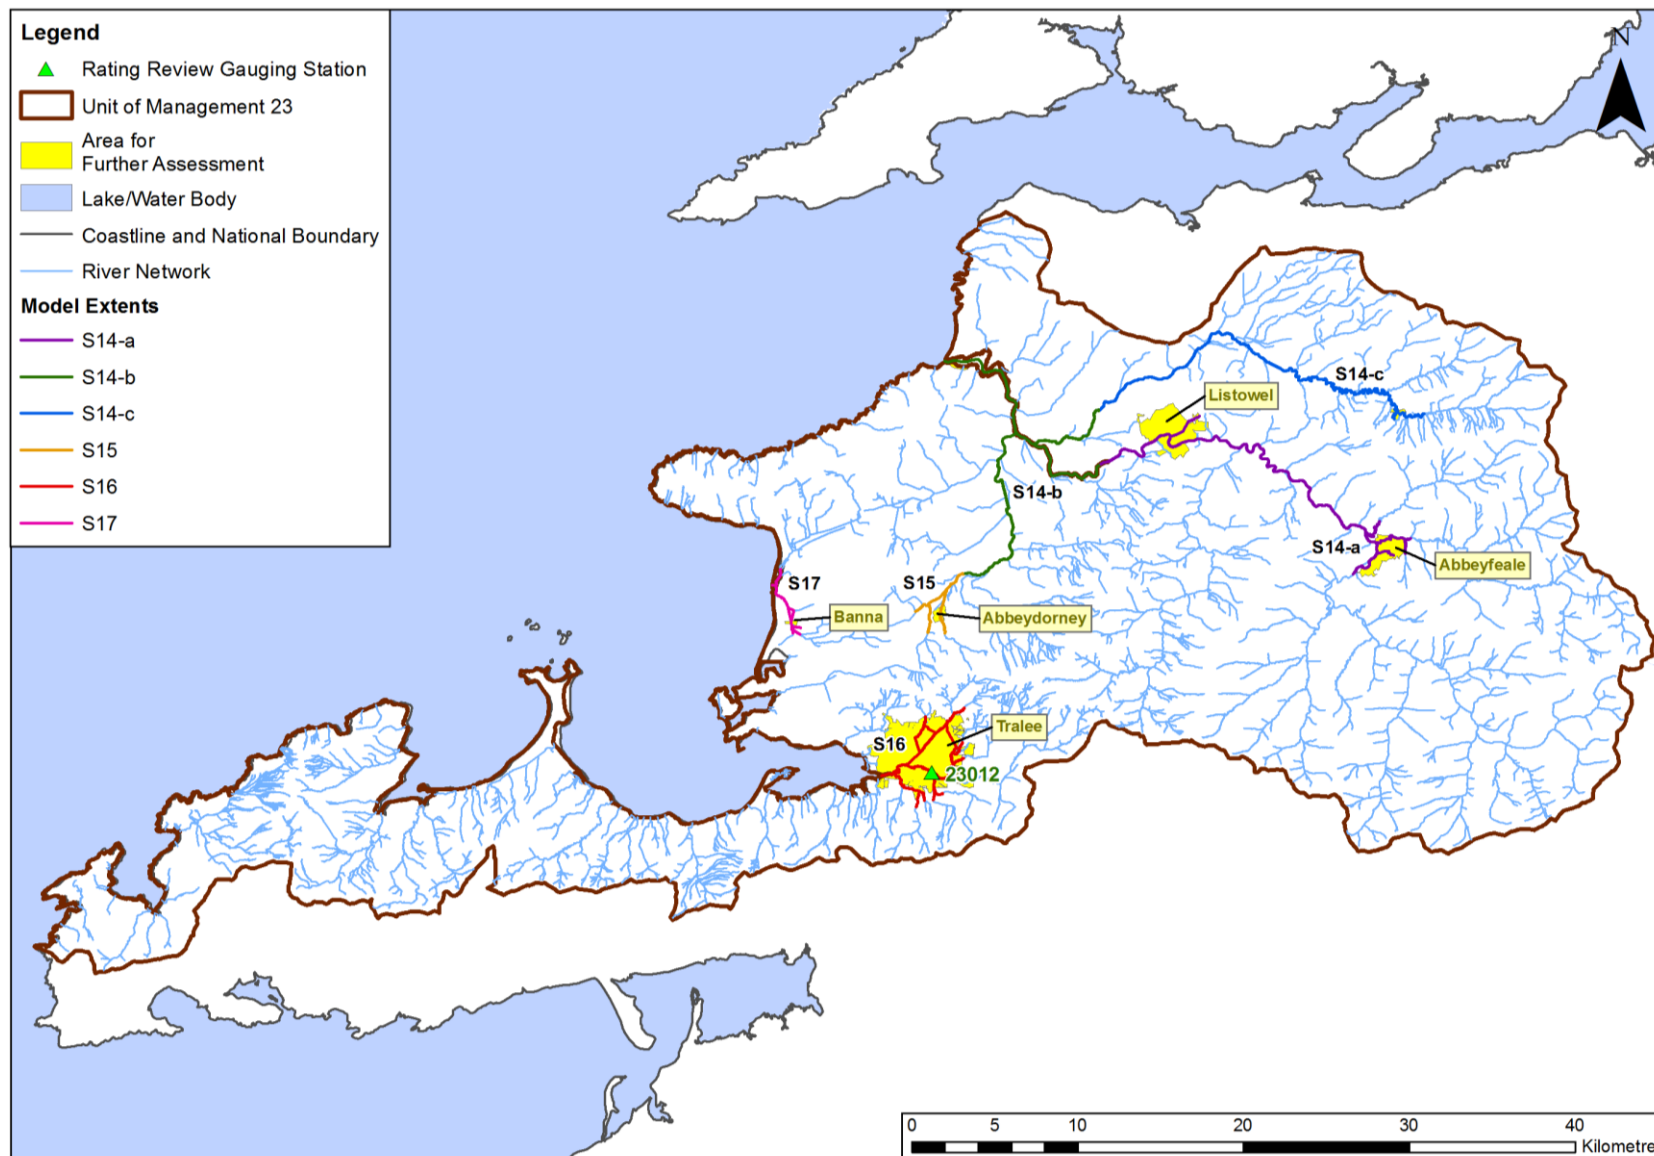 Legend
Rating Review Gauging Station
Unit of Management 23
Area for
Further Assessment
Lake/Water Body
Coastline and National Boundary
River Network
Model Extents
S14-a
S14-b
S14-c
S15
S16
S17
N
S14-c
Listowel
S14-b
S14-a
Abbeyfeale
S17
S15
Banna
Abbeydorney
Tralee
S16
23012
0 5 10 20 30 40
Kilometre